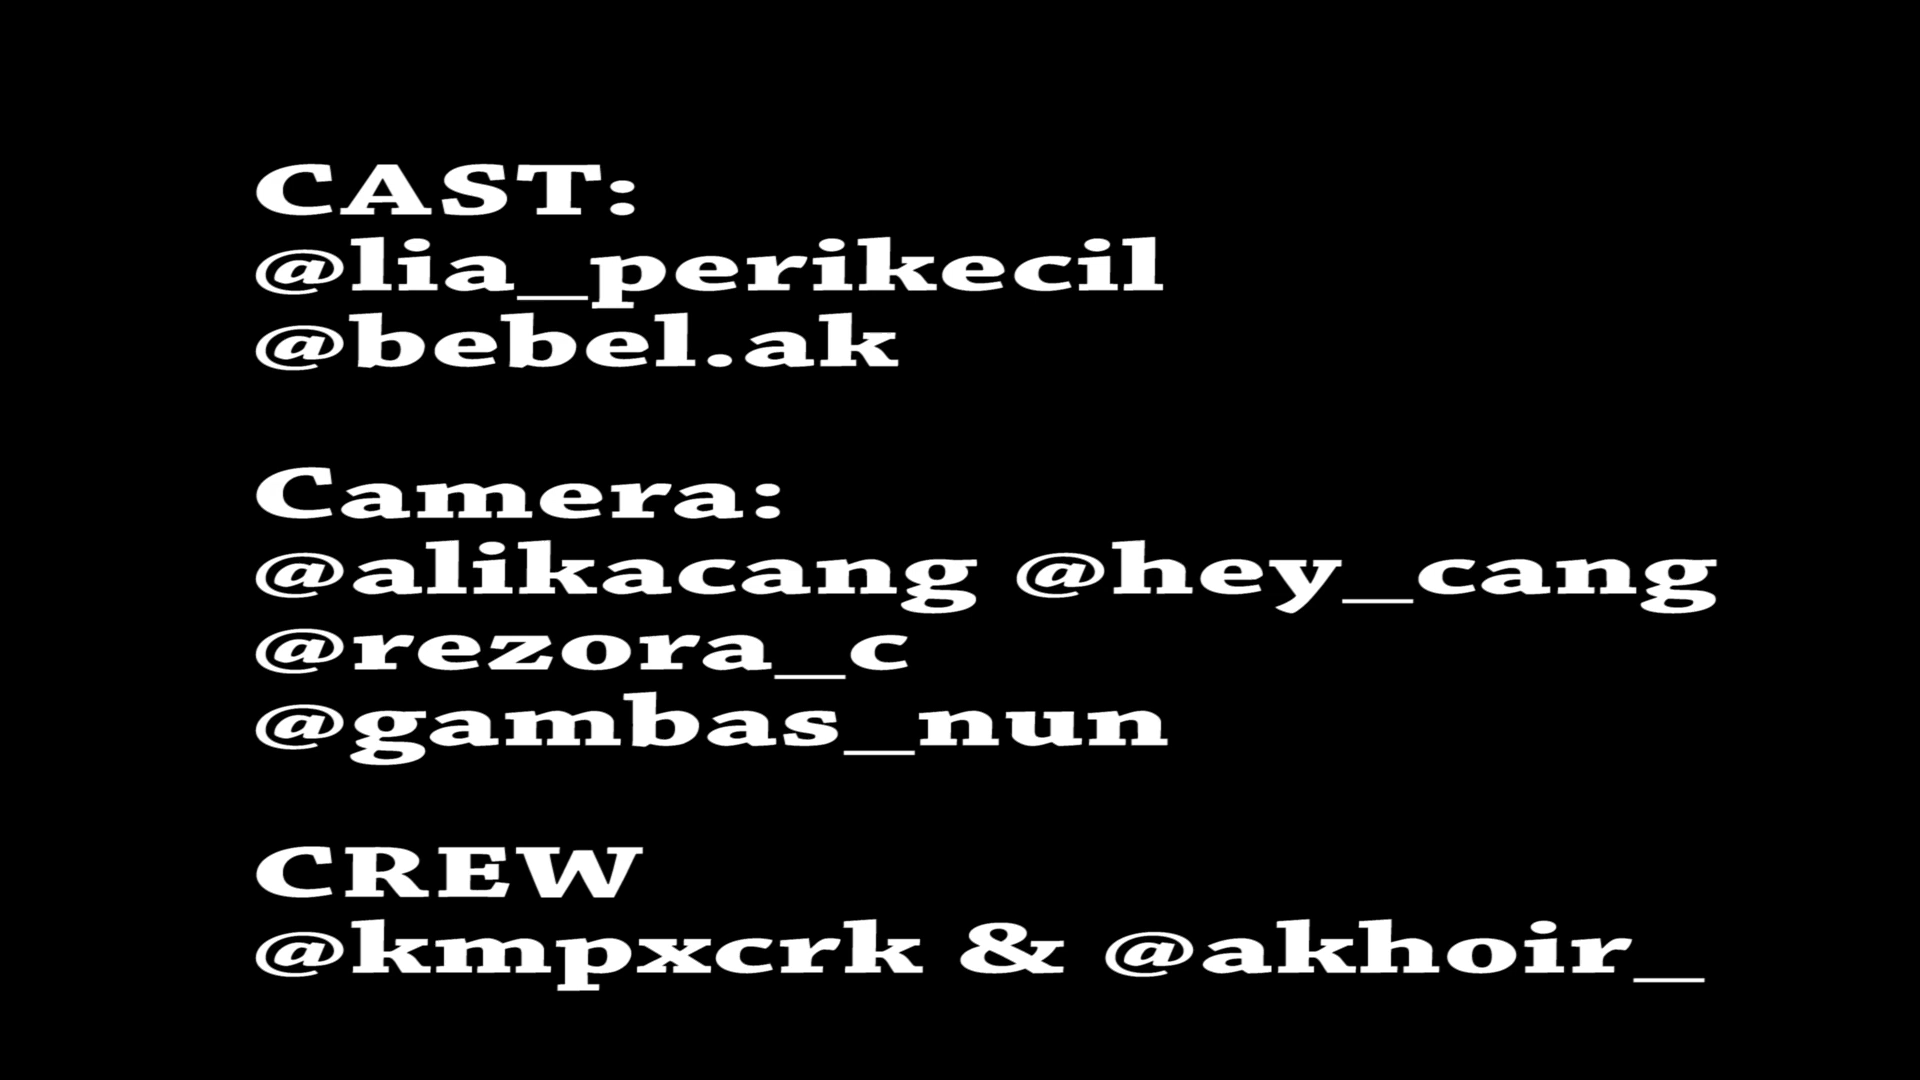 CAST:
@lia_perikecil
@bebel.ak
Camera:
@alikacang @hey_cang
@rezora_c
@gambas_nun
CREW
@kmpxcrk & @akhoir_